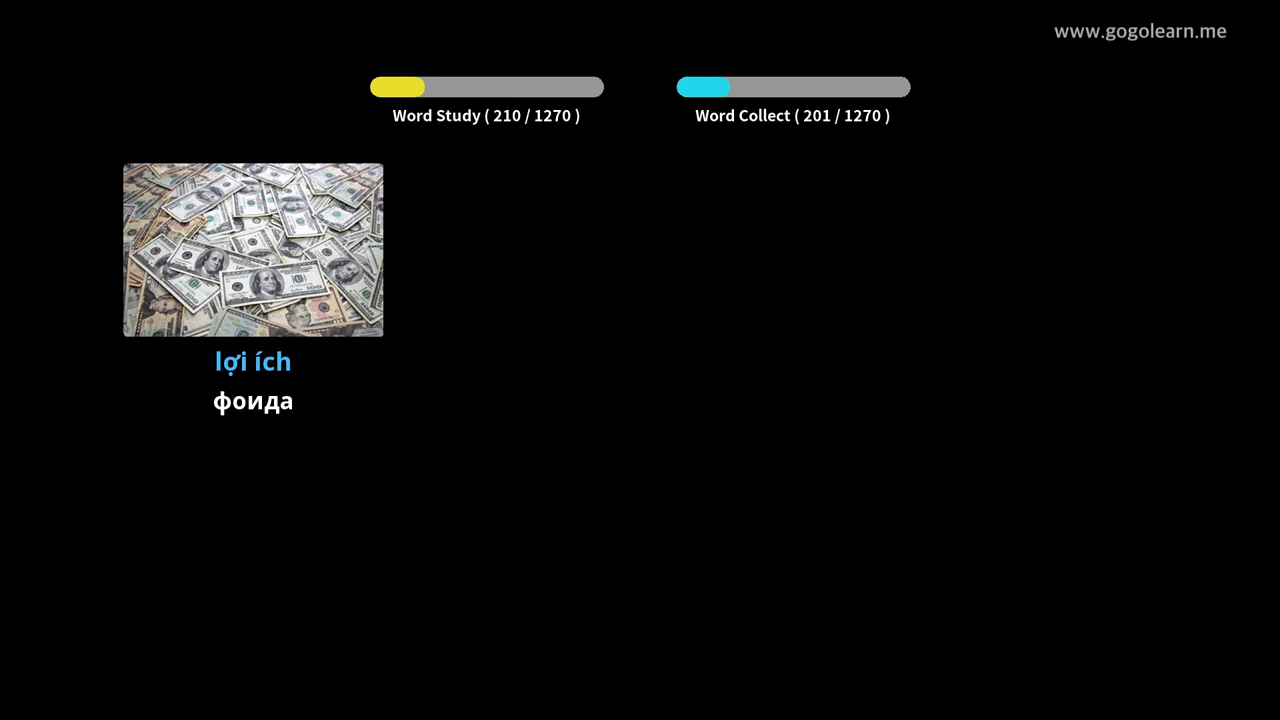 www.gogolearn.me
Word Study ( 210 / 1270 )
Word Collect ( 201 / 1270 )
lợi ích
фоида